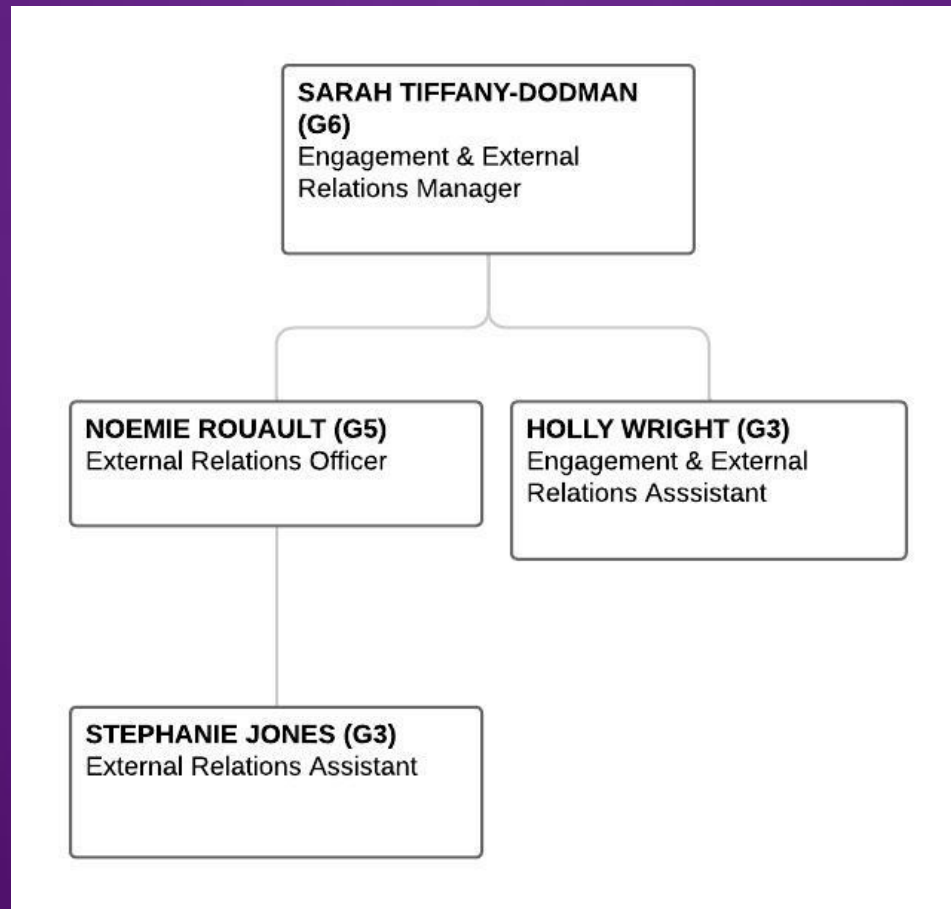 SARAH TIFFANY-DODMAN
(G6)
Engagement & External
Relations Manager
NOEMIE ROUAULT (G5)
External Relations Officer
HOLLY WRIGHT (G3)
Engagement & External
Relations Asssistant
STEPHANIE JONES (G3)
External Relations Assistant